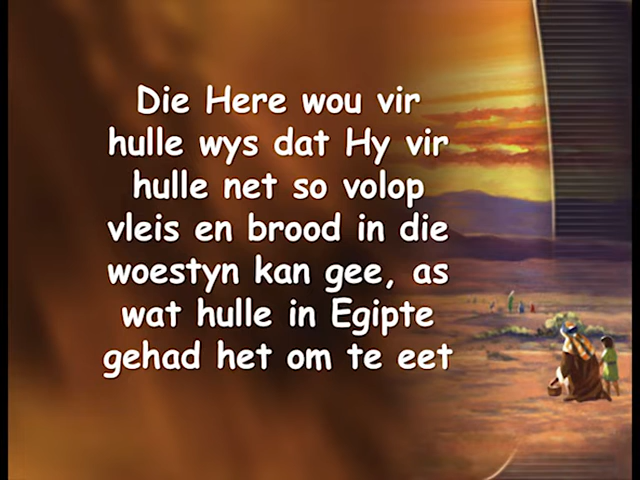 Die Here wou vir
hulle wys dat Hy vir
hulle net so volop
vleis en brood in die
woestyn kan gee, as
wat hulle in Egipte
gehad het om te eet